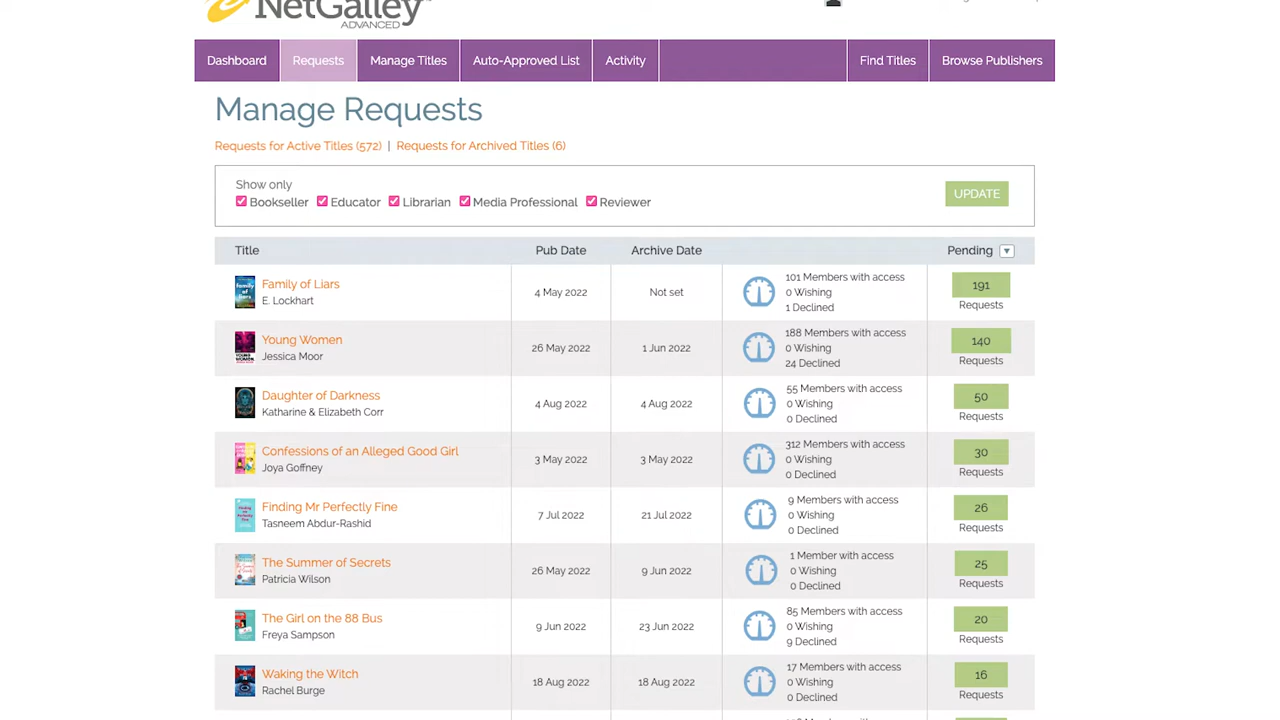 NetGalley
ADVANCED
Dashboard Requests Manage Titles Auto-Approved List Activity Find Titles Browse Publishers
Manage Requests
Requests for Active Titles (572) | Requests for Archived Titles (6)
Show only
Bookseller Educator Librarian Media Professional Reviewer
UPDATE
Title Pub Date Archive Date Pending
Family of Liars
E. Lockhart
4 May 2022
Not set
101 Members with access
0 Wishing
1 Declined
191
Requests
Young Women
Jessica Moor
26 May 2022
1 Jun 2022
188 Members with access
0 Wishing
24 Declined
140
Requests
Daughter of Darkness
Katharine & Elizabeth Corr
4 Aug 2022
4 Aug 2022
55 Members with access
0 Wishing
0 Declined
50
Requests
Confessions of an Alleged Good Girl
Joya Goffney
3 May 2022
3 May 2022
312 Members with access
0 Wishing
0 Declined
30
Requests
Finding Mr Perfectly Fine
Tasneem Abdur-Rashid
7 Jul 2022
21 Jul 2022
9 Members with access
0 Wishing
0 Declined
26
Requests
The Summer of Secrets
Patricia Wilson
26 May 2022
9 Jun 2022
1 Member with access
0 Wishing
0 Declined
25
Requests
The Girl on the 88 Bus
Freya Sampson
9 Jun 2022
23 Jun 2022
85 Members with access
0 Wishing
9 Declined
20
Requests
Waking the Witch
Rachel Burge
18 Aug 2022
18 Aug 2022
17 Members with access
0 Wishing
0 Declined
16
Requests